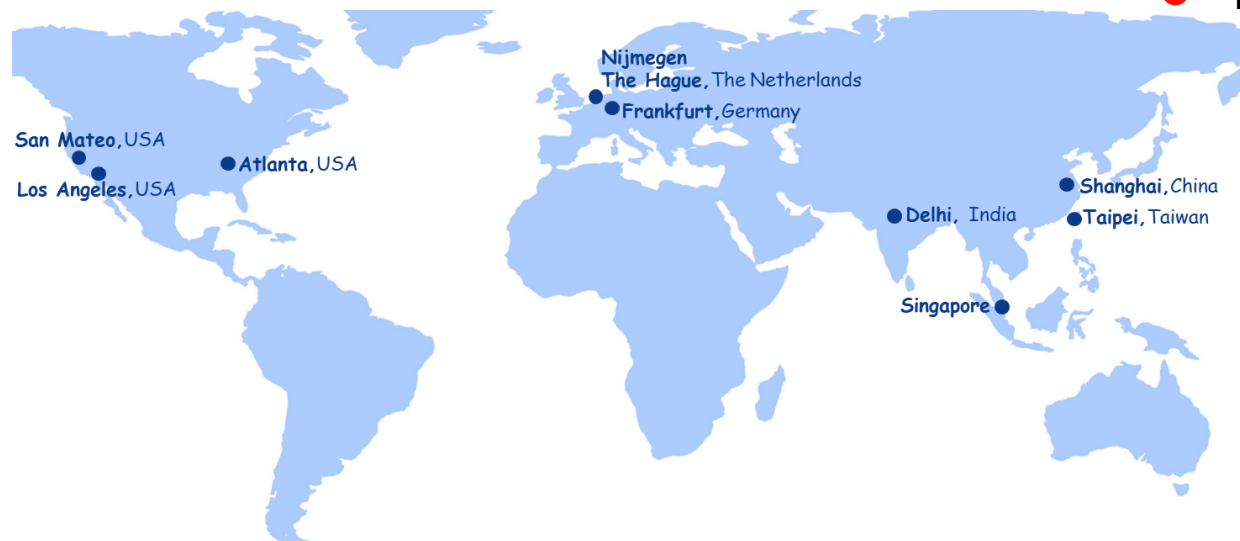 Nijmegen
The Hague, The Netherlands
Frankfurt, Germany
San Mateo, USA
Atlanta, USA
Los Angeles, USA
Shanghai, China
Delhi, India
Taipei, Taiwan
Singapore